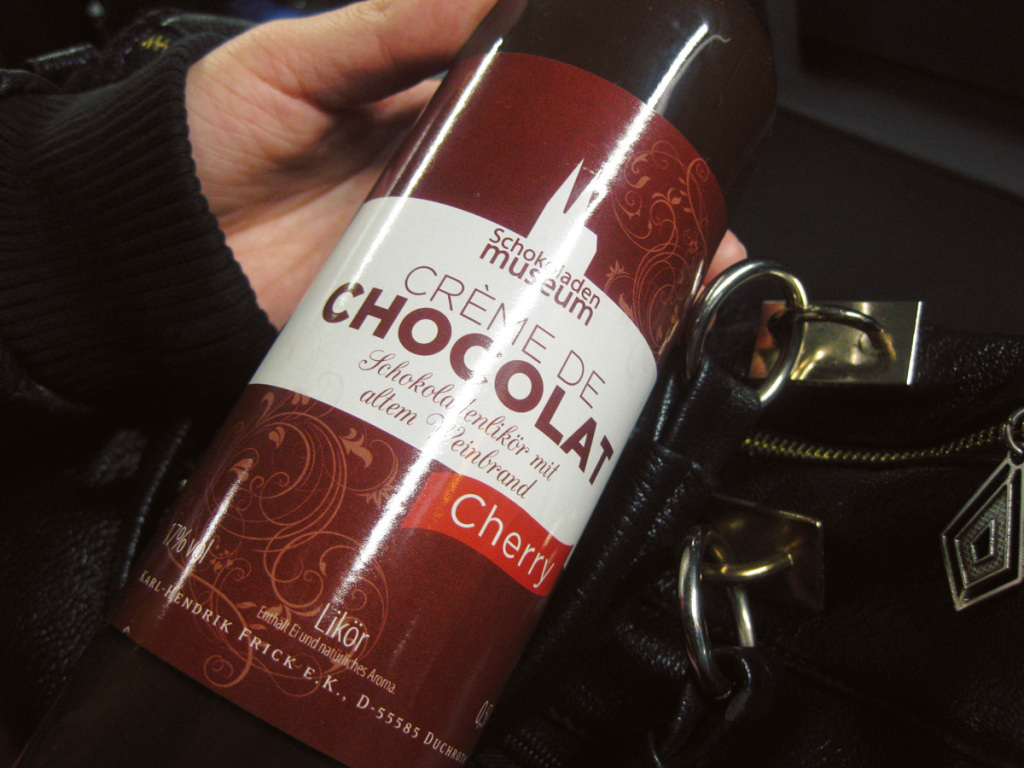 Schokoladen
museum
CRÈME DE
CHOCOLAT
Schokoladenlikör mit
altem Weinbrand
Cherry
17% vol
Likör
Enthält Ei und natürliches Aroma.
KARL-HENDRIK FRICK E.K., D-55585 DUCHROTH